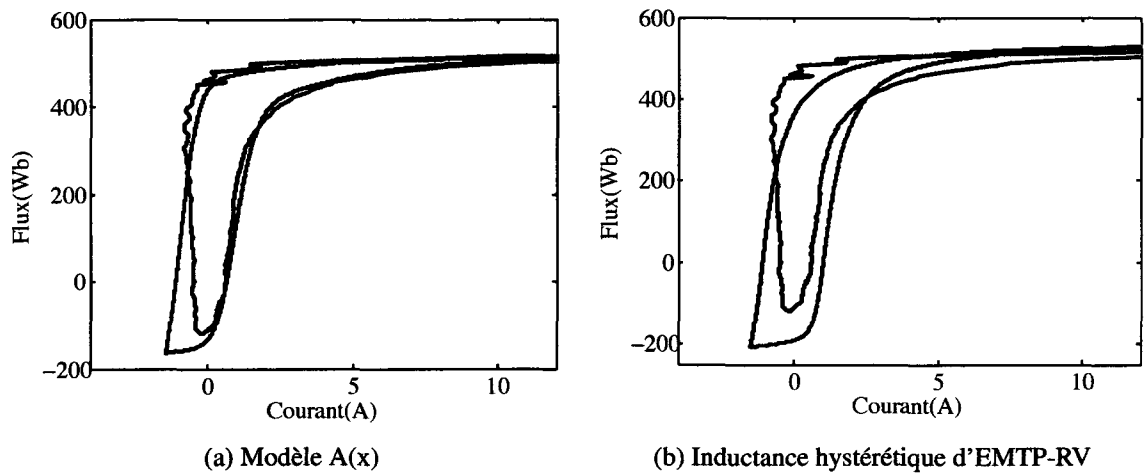 600
400
200
0
−200
Flux(Wb)
0
5
10
Courant(A)
(a) Modèle A(x)
600
400
200
0
−200
Flux(Wb)
0
5
10
Courant(A)
(b) Inductance hystérétique d'EMTP-RV